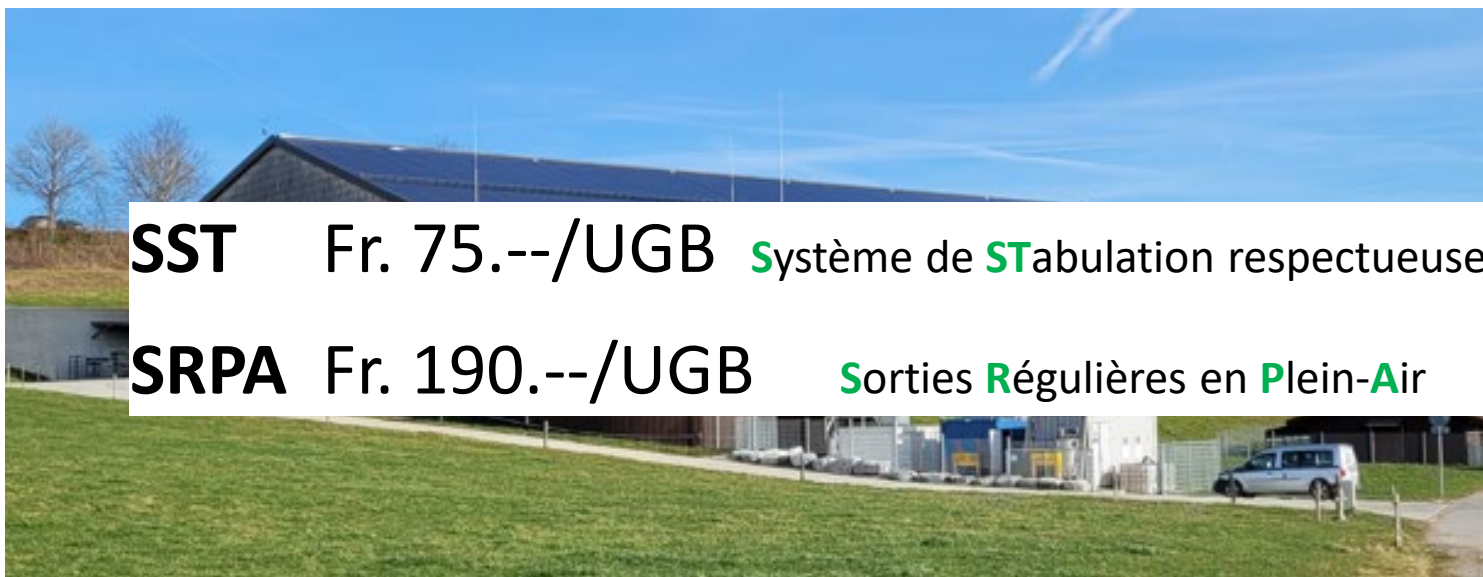 SST Fr. 75.--/UGB Système de STabulation respectueuse
SRPA Fr. 190.--/UGB Sorties Régulières en Plein-Air